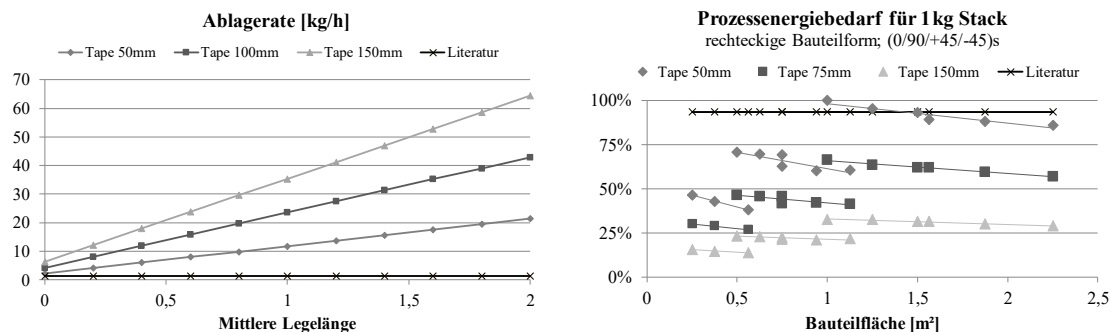 Ablagerate [kg/h]
Tape 50mm Tape 100mm Tape 150mm Literatur
70
60
50
40
30
20
10
0
0 0,5 1 1,5 2
Mittlere Legelänge
Prozessenergiebedarf für 1kg Stack
rechteckige Bauteilform; (0/90/+45/-45)s
Tape 50mm Tape 75mm Tape 150mm Literatur
100%
75%
50%
25%
0%
0 0,5 1 1,5 2 2,5
Bauteilfläche [m²]